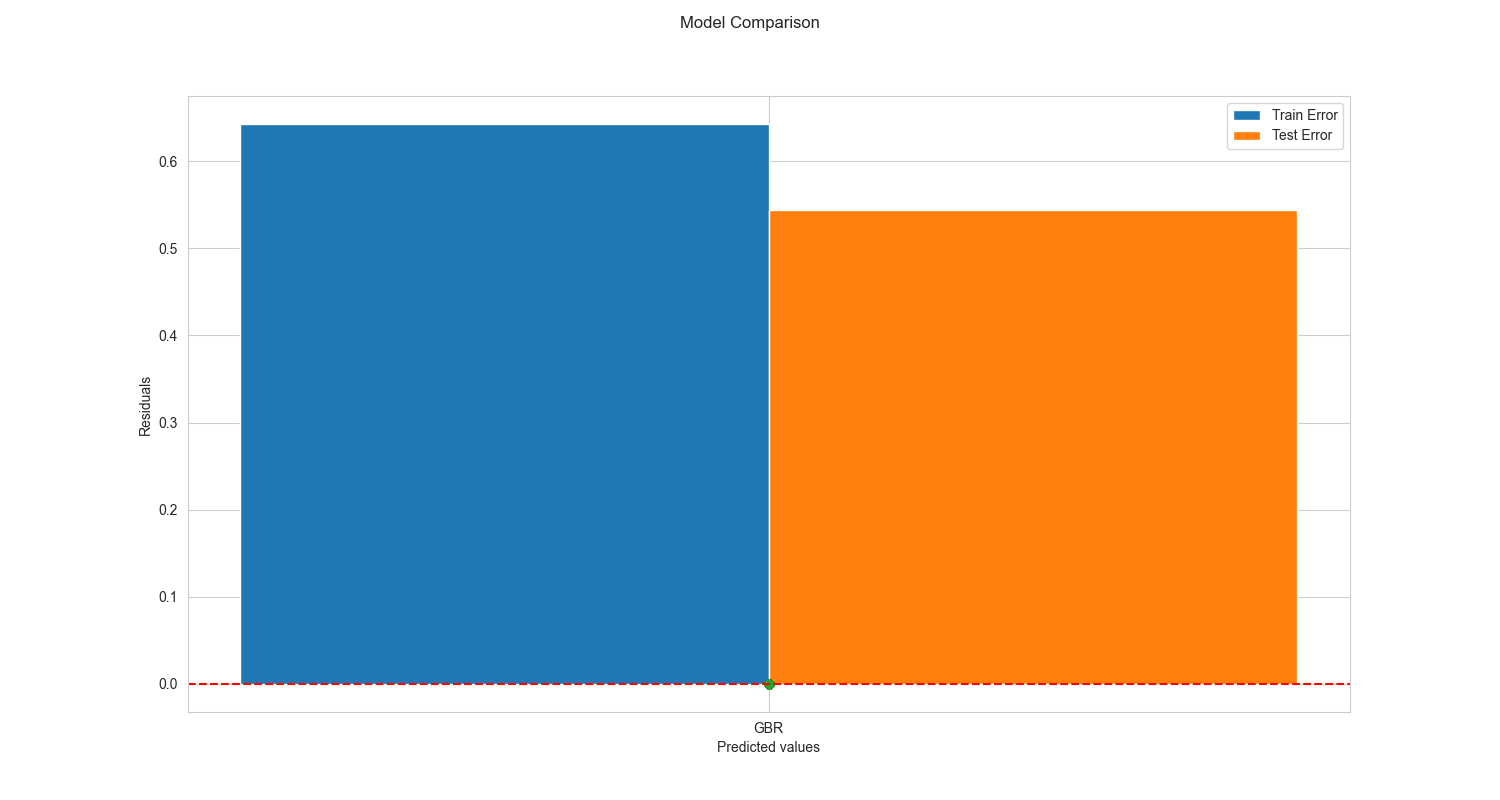 Model Comparison
Train Error
Test Error
0.6
0.5
0.4
0.3
0.2
0.1
0.0
Residuals
GBR
Predicted values